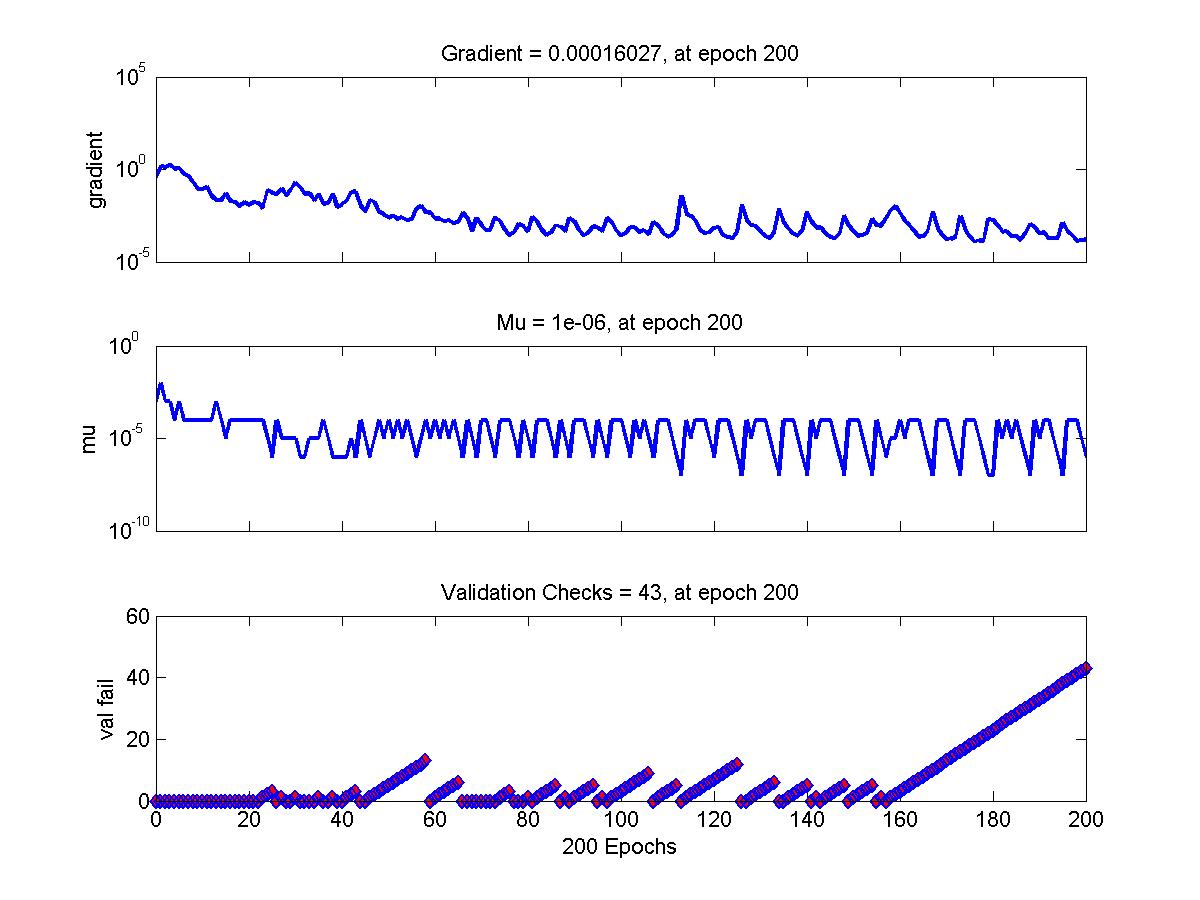 Gradient = 0.00016027, at epoch 200
10^5
10^0
10^-5
gradient
Mu = 1e-06, at epoch 200
10^0
10^-5
10^-10
mu
Validation Checks = 43, at epoch 200
60
40
20
0
val fail
0 20 40 60 80 100 120 140 160 180 200
200 Epochs